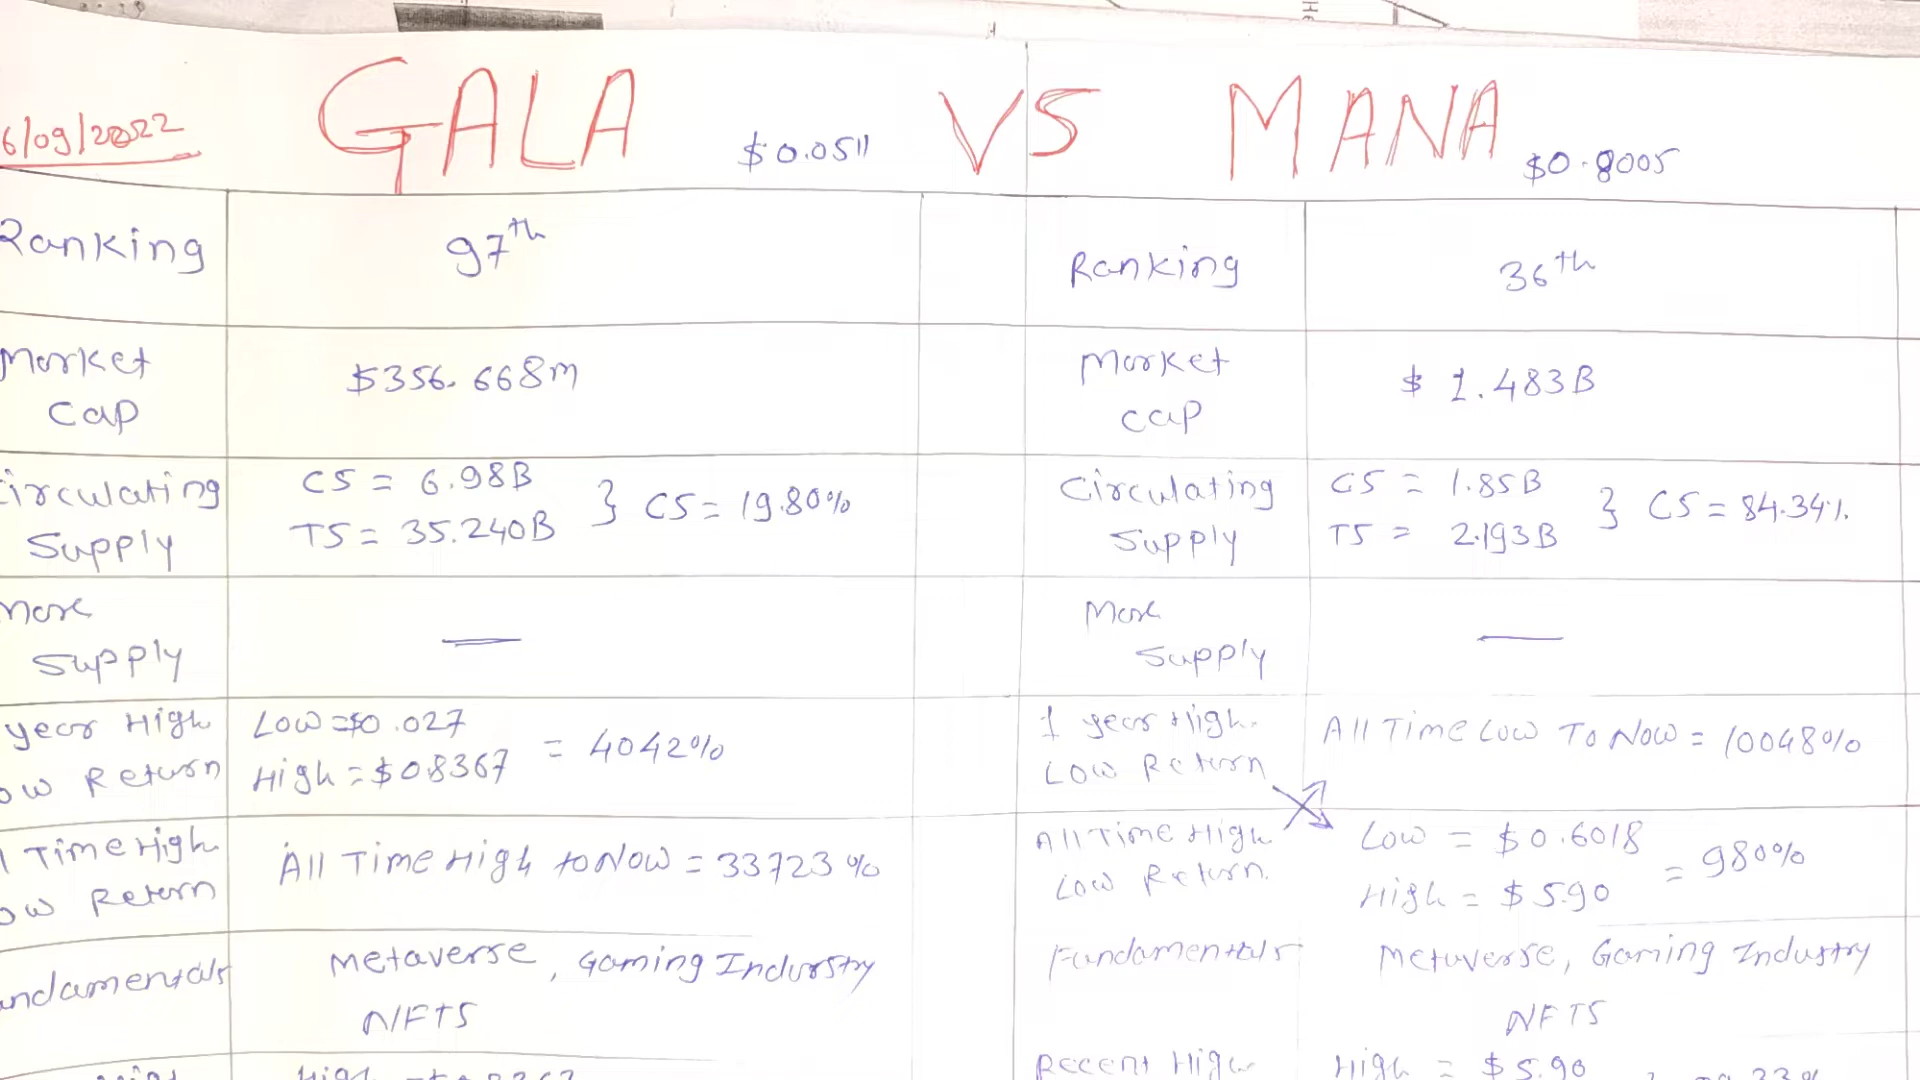 6/09/2022 GALA $0.0511 VS MANA $0.8005
Ranking 97th Ranking 36th
Market Cap $356.668M Market Cap $1.483B
Circulating Supply CS = 6.98B
TS = 35.240B } CS = 19.80% Circulating Supply CS = 1.85B
TS = 2.193B } CS = 84.34%
Supply — Supply —
year High Low Return Low = $0.027
High = $0.8367 = 4042% 1 year High Low Return All Time Low To Now = 10048%
Time High Low Return All Time High to Now = 33723% All Time High Low Return Low = $0.6018
High = $5.90 = 980%
Fundamentals Metaverse, Gaming Industry
NFTS Fundamentals Metaverse, Gaming Industry
NFTS
High Recent High High = $5.90